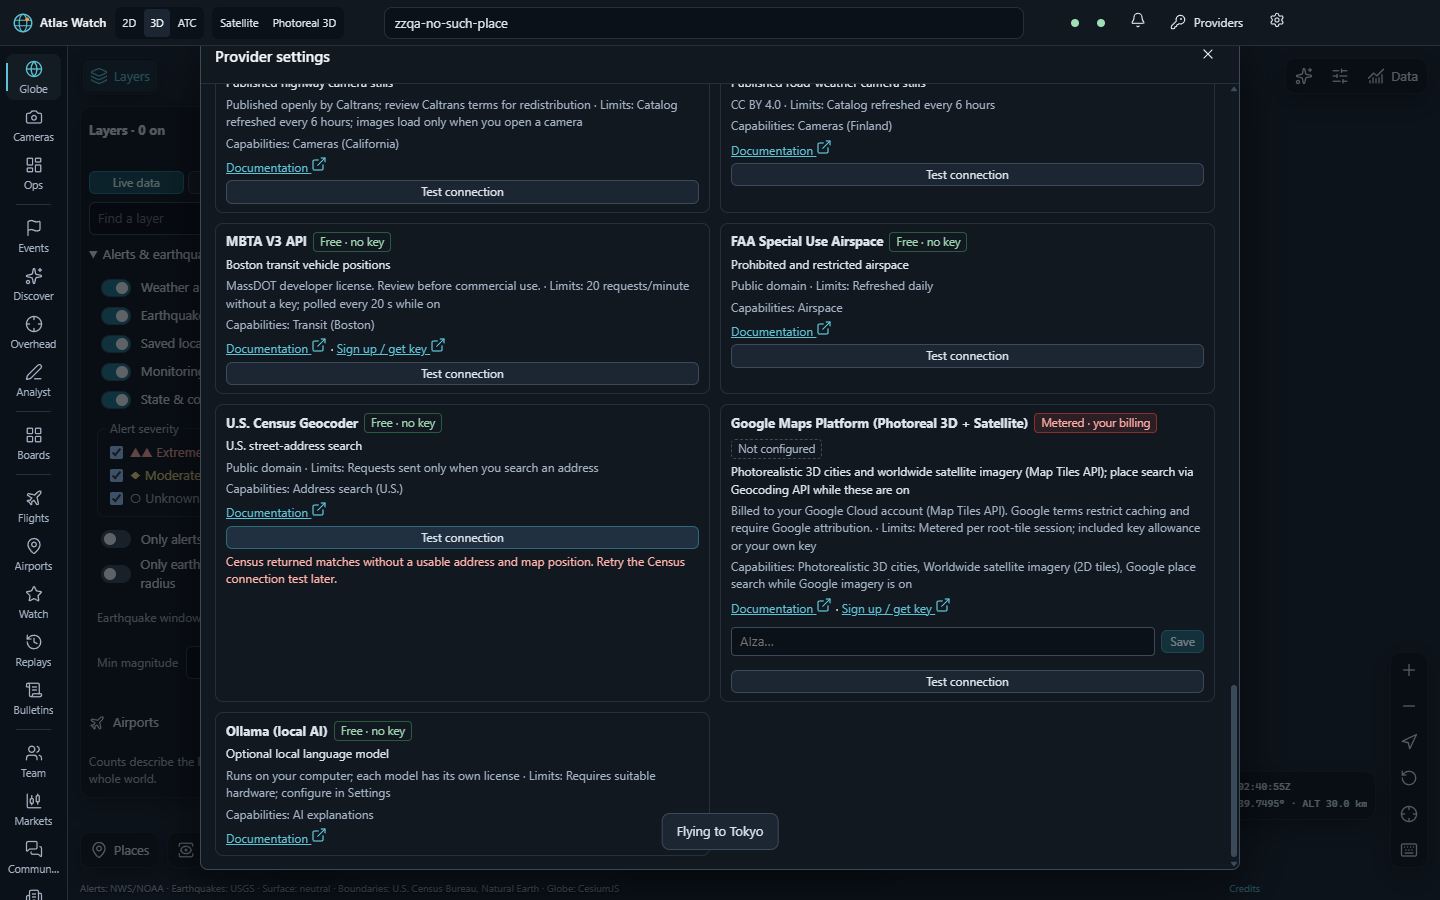 Atlas Watch
2D
3D
ATC
Satellite
Photoreal 3D
zzqa-no-such-place
Providers
Globe
Cameras
Ops
Events
Discover
Overhead
Analyst
Boards
Flights
Airports
Watch
Replays
Bulletins
Team
Markets
Commun...
Layers
Layers · 0 on
Live data
Find a layer
Alerts & earthqua
Weather a
Earthquak
Saved loca
Monitoring
State & co
Alert severity
Extreme
Moderate
Unknown
Only alerts
Only earth
radius
Earthquake window
Min magnitude
Airports
Counts describe the l
whole world.
Places
Provider settings
Published highway camera stills
Published openly by Caltrans; review Caltrans terms for redistribution · Limits: Catalog
refreshed every 6 hours; images load only when you open a camera
Capabilities: Cameras (California)
Documentation
Test connection
Published road-weather camera stills
CC BY 4.0 · Limits: Catalog refreshed every 6 hours
Capabilities: Cameras (Finland)
Documentation
Test connection
MBTA V3 API
Free · no key
Boston transit vehicle positions
MassDOT developer license. Review before commercial use. · Limits: 20 requests/minute
without a key; polled every 20 s while on
Capabilities: Transit (Boston)
Documentation · Sign up / get key
Test connection
FAA Special Use Airspace
Free · no key
Prohibited and restricted airspace
Public domain · Limits: Refreshed daily
Capabilities: Airspace
Documentation
Test connection
U.S. Census Geocoder
Free · no key
U.S. street-address search
Public domain · Limits: Requests sent only when you search an address
Capabilities: Address search (U.S.)
Documentation
Test connection
Census returned matches without a usable address and map position. Retry the Census
connection test later.
Google Maps Platform (Photoreal 3D + Satellite)
Metered · your billing
Not configured
Photorealistic 3D cities and worldwide satellite imagery (Map Tiles API); place search via
Geocoding API while these are on
Billed to your Google Cloud account (Map Tiles API). Google terms restrict caching and
require Google attribution. · Limits: Metered per root-tile session; included key allowance
or your own key
Capabilities: Photorealistic 3D cities, Worldwide satellite imagery (2D tiles), Google place
search while Google imagery is on
Documentation · Sign up / get key
AIza...
Save
Test connection
Ollama (local AI)
Free · no key
Optional local language model
Runs on your computer; each model has its own license · Limits: Requires suitable
hardware; configure in Settings
Capabilities: AI explanations
Documentation
Flying to Tokyo
Data
02:40:55Z
39.7495° · ALT 30.0 km
Alerts: NWS/NOAA · Earthquakes: USGS · Surface: neutral · Boundaries: U.S. Census Bureau, Natural Earth · Globe: CesiumJS
Credits